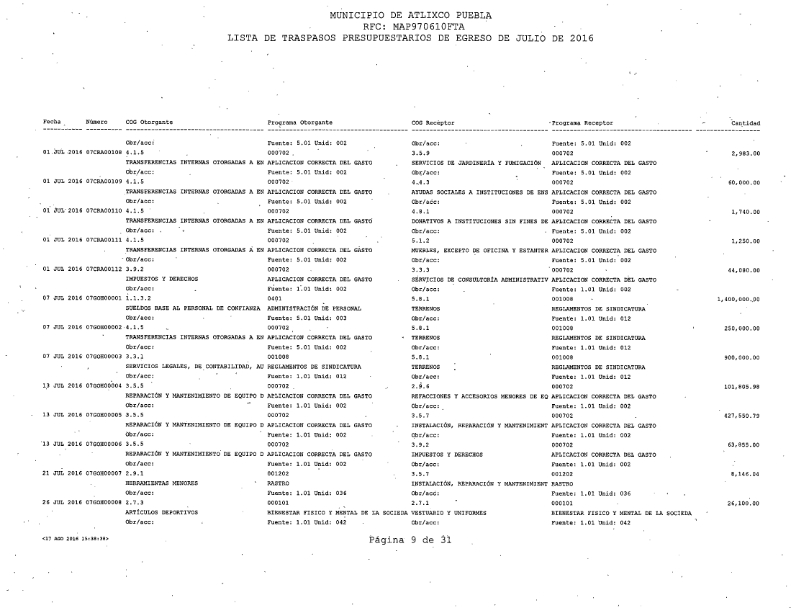 MUNICIPIO DE ATLIXCO PUEBLA
RFC: MAP970610FTA
LISTA DE TRASPASOS PRESUPUESTARIOS DE EGRESO DE JULIO DE 2016
Fecha Número COG Otorgante Programa Otorgante COG Receptor Programa Receptor Cantidad
Obr/acc: Fuente: 5.01 Unid: 002 Obr/acc: Fuente: 5.01 Unid: 002
01 JUL 2016 07CRA00108 4.1.5 000702 3.5.9 000702 2,983.00
TRANSFERENCIAS INTERNAS OTORGADAS A EN APLICACION CORRECTA DEL GASTO SERVICIOS DE JARDINERÍA Y FUMIGACIÓN APLICACION CORRECTA DEL GASTO
Obr/acc: Fuente: 5.01 Unid: 002 Obr/acc: Fuente: 5.01 Unid: 002
01 JUL 2016 07CRA00109 4.1.5 000702 4.4.3 000702 60,000.00
TRANSFERENCIAS INTERNAS OTORGADAS A EN APLICACION CORRECTA DEL GASTO AYUDAS SOCIALES A INSTITUCIONES DE ENS APLICACION CORRECTA DEL GASTO
Obr/acc: Fuente: 5.01 Unid: 002 Obr/acc: Fuente: 5.01 Unid: 002
01 JUL 2016 07CRA00110 4.1.5 000702 4.8.1 000702 1,740.00
TRANSFERENCIAS INTERNAS OTORGADAS A EN APLICACION CORRECTA DEL GASTO DONATIVOS A INSTITUCIONES SIN FINES DE APLICACION CORRECTA DEL GASTO
Obr/acc: Fuente: 5.01 Unid: 002 Obr/acc: Fuente: 5.01 Unid: 002
01 JUL 2016 07CRA00111 4.1.5 000702 5.1.2 000702 1,250.00
TRANSFERENCIAS INTERNAS OTORGADAS A EN APLICACION CORRECTA DEL GASTO MUEBLES, EXCEPTO DE OFICINA Y ESTANTER APLICACION CORRECTA DEL GASTO
Obr/acc: Fuente: 5.01 Unid: 002 Obr/acc: Fuente: 5.01 Unid: 002
01 JUL 2016 07CRA00112 3.9.2 000702 3.3.3 000702
IMPUESTOS Y DERECHOS APLICACION CORRECTA DEL GASTO SERVICIOS DE CONSULTORÍA ADMINISTRATIV APLICACION CORRECTA DEL GASTO
Obr/acc: Fuente: 1.01 Unid: 002 Obr/acc: Fuente: 1.01 Unid: 002
07 JUL 2016 07GOE00001 1.1.3.2 0401 5.8.1 001008 1,400,000.00
SUELDOS BASE AL PERSONAL DE CONFIANZA ADMINISTRACIÓN DE PERSONAL TERRENOS REGLAMENTOS DE SINDICATURA
Obr/acc: Fuente: 5.01 Unid: 003 Obr/acc: Fuente: 1.01 Unid: 012
07 JUL 2016 07GOE00002 4.1.5 000702 5.8.1 001008 250,000.00
TRANSFERENCIAS INTERNAS OTORGADAS A EN APLICACION CORRECTA DEL GASTO TERRENOS REGLAMENTOS DE SINDICATURA
Obr/acc: Fuente: 5.01 Unid: 002 Obr/acc: Fuente: 1.01 Unid: 012
07 JUL 2016 07GOE00003 3.3.1 001008 5.8.1 001008 900,000.00
SERVICIOS LEGALES, DE CONTABILIDAD, AU REGLAMENTOS DE SINDICATURA TERRENOS REGLAMENTOS DE SINDICATURA
Obr/acc: Fuente: 1.01 Unid: 012 Obr/acc: Fuente: 1.01 Unid: 012
13 JUL 2016 07GOE00004 3.5.5 000702 2.9.6 000702 101,805.98
REPARACIÓN Y MANTENIMIENTO DE EQUIPO D APLICACION CORRECTA DEL GASTO REFACCIONES Y ACCESORIOS MENORES DE EQ APLICACION CORRECTA DEL GASTO
Obr/acc: Fuente: 1.01 Unid: 002 Obr/acc: Fuente: 1.01 Unid: 002
13 JUL 2016 07GOE00005 3.5.5 000702 3.5.7 000702 427,550.79
REPARACIÓN Y MANTENIMIENTO DE EQUIPO D APLICACION CORRECTA DEL GASTO INSTALACIÓN, REPARACIÓN Y MANTENIMIENT APLICACION CORRECTA DEL GASTO
Obr/acc: Fuente: 1.01 Unid: 002 Obr/acc: Fuente: 1.01 Unid: 002
13 JUL 2016 07GOE00006 3.5.5 000702 3.9.2 000702
REPARACIÓN Y MANTENIMIENTO DE EQUIPO D APLICACION CORRECTA DEL GASTO IMPUESTOS Y DERECHOS APLICACION CORRECTA DEL GASTO
Obr/acc: Fuente: 1.01 Unid: 002 Obr/acc: Fuente: 1.01 Unid: 002
21 JUL 2016 07GOE00007 2.9.1 001202 3.5.7 001202
HERRAMIENTAS MENORES RASTRO INSTALACIÓN, REPARACIÓN Y MANTENIMIENT RASTRO
Obr/acc: Fuente: 1.01 Unid: 036 Obr/acc: Fuente: 1.01 Unid: 036
26 JUL 2016 07GOE00008 2.7.3 000101 2.7.1 000101 26,100.00
ARTÍCULOS DEPORTIVOS BIENESTAR FISICO Y MENTAL DE LA SOCIEDA VESTUARIO Y UNIFORMES BIENESTAR FISICO Y MENTAL DE LA SOCIEDA
Obr/acc: Fuente: 1.01 Unid: 042 Obr/acc: Fuente: 1.01 Unid: 042
<17 AGO 2016 15:38:38> Página 9 de 31